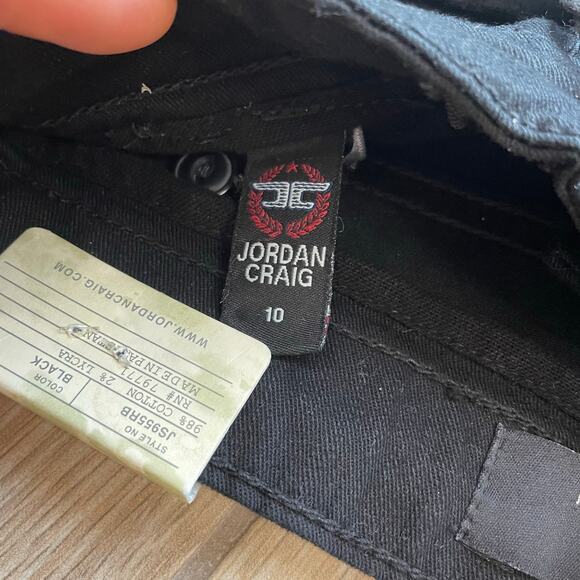 JORDAN
CRAIG
10
WWW.JORDANCRAIG.COM
STYLE NO
JS955RB
COLOR
BLACK
98% COTTON 2% LYCRA
RN# 79771
MADE IN PAKISTAN